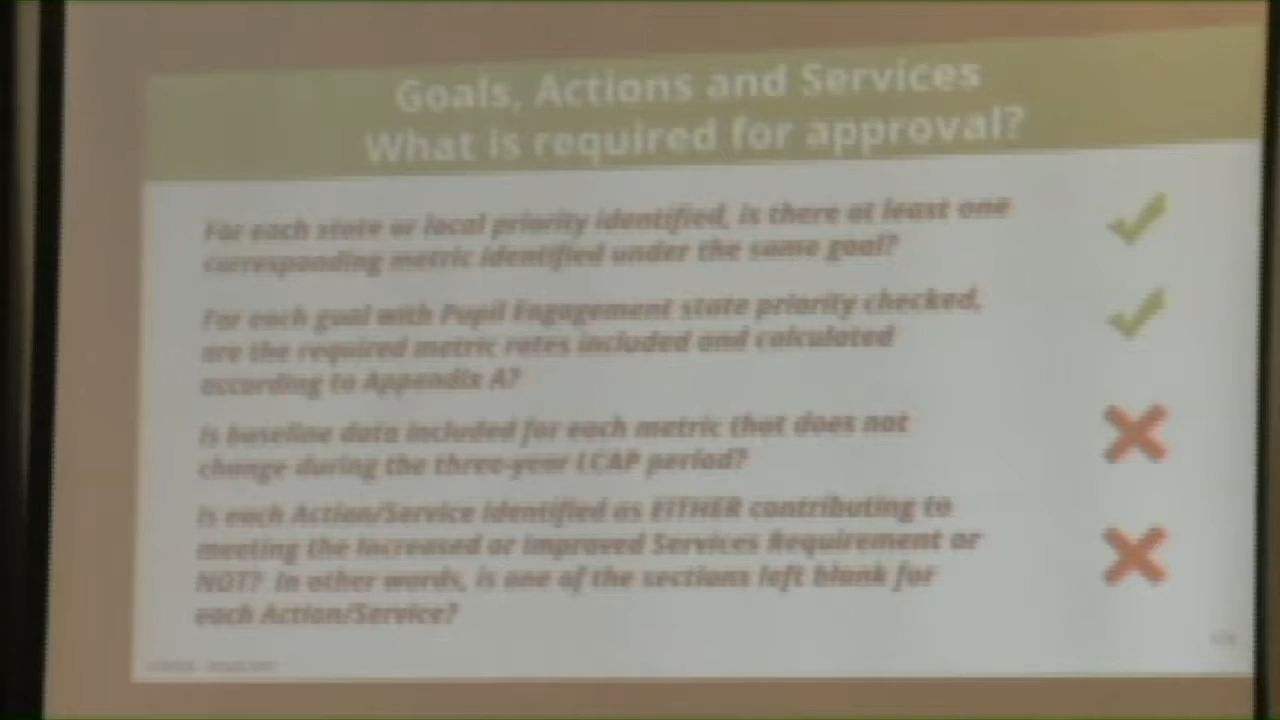 Goals, Actions and Services
What is required for approval?
For each state or local priority identified, is there at least one
corresponding metric identified under the same goal?
For each goal with Pupil Engagement state priority checked,
are the required metric rates included and calculated
according to Appendix A?
Is baseline data included for each metric that does not
change during the three-year LCAP period?
Is each Action/Service identified as EITHER contributing to
meeting the Increased or Improved Services Requirement or
NOT? In other words, is one of the sections left blank for
each Action/Service?